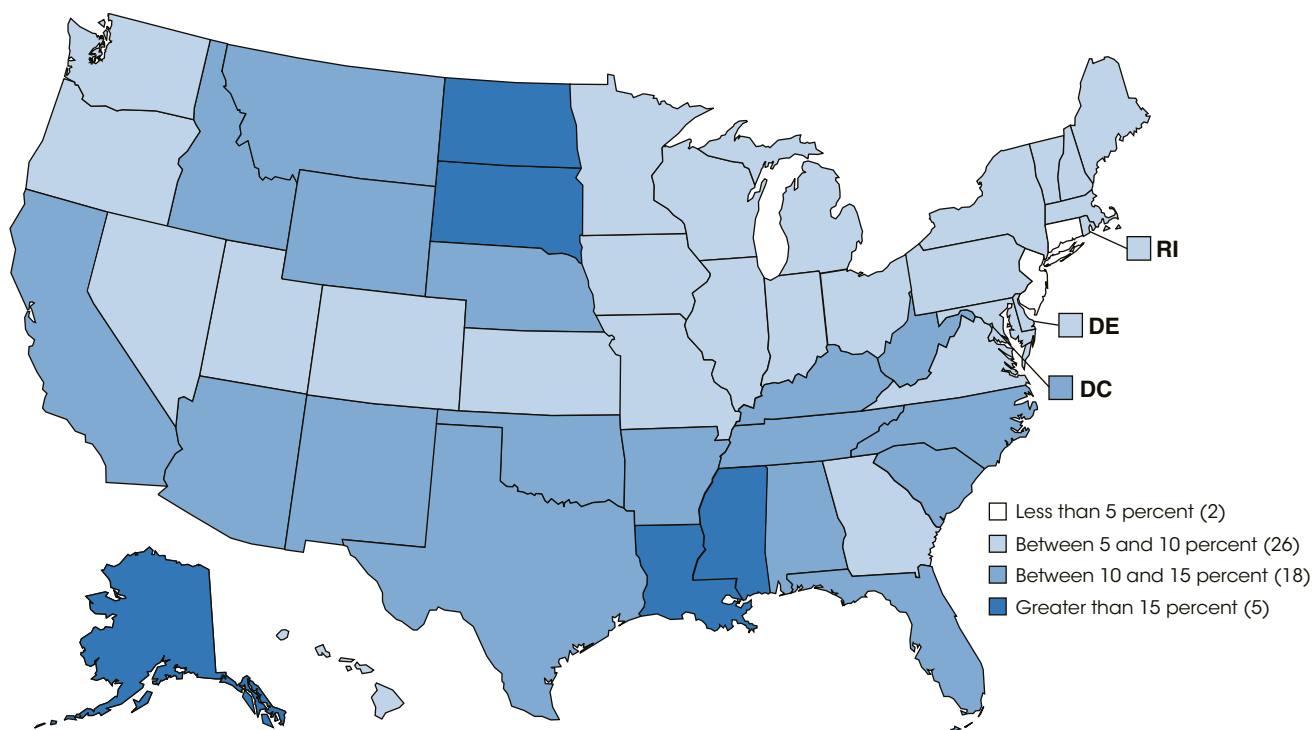 RI
DE
DC
Less than 5 percent (2)
Between 5 and 10 percent (26)
Between 10 and 15 percent (18)
Greater than 15 percent (5)